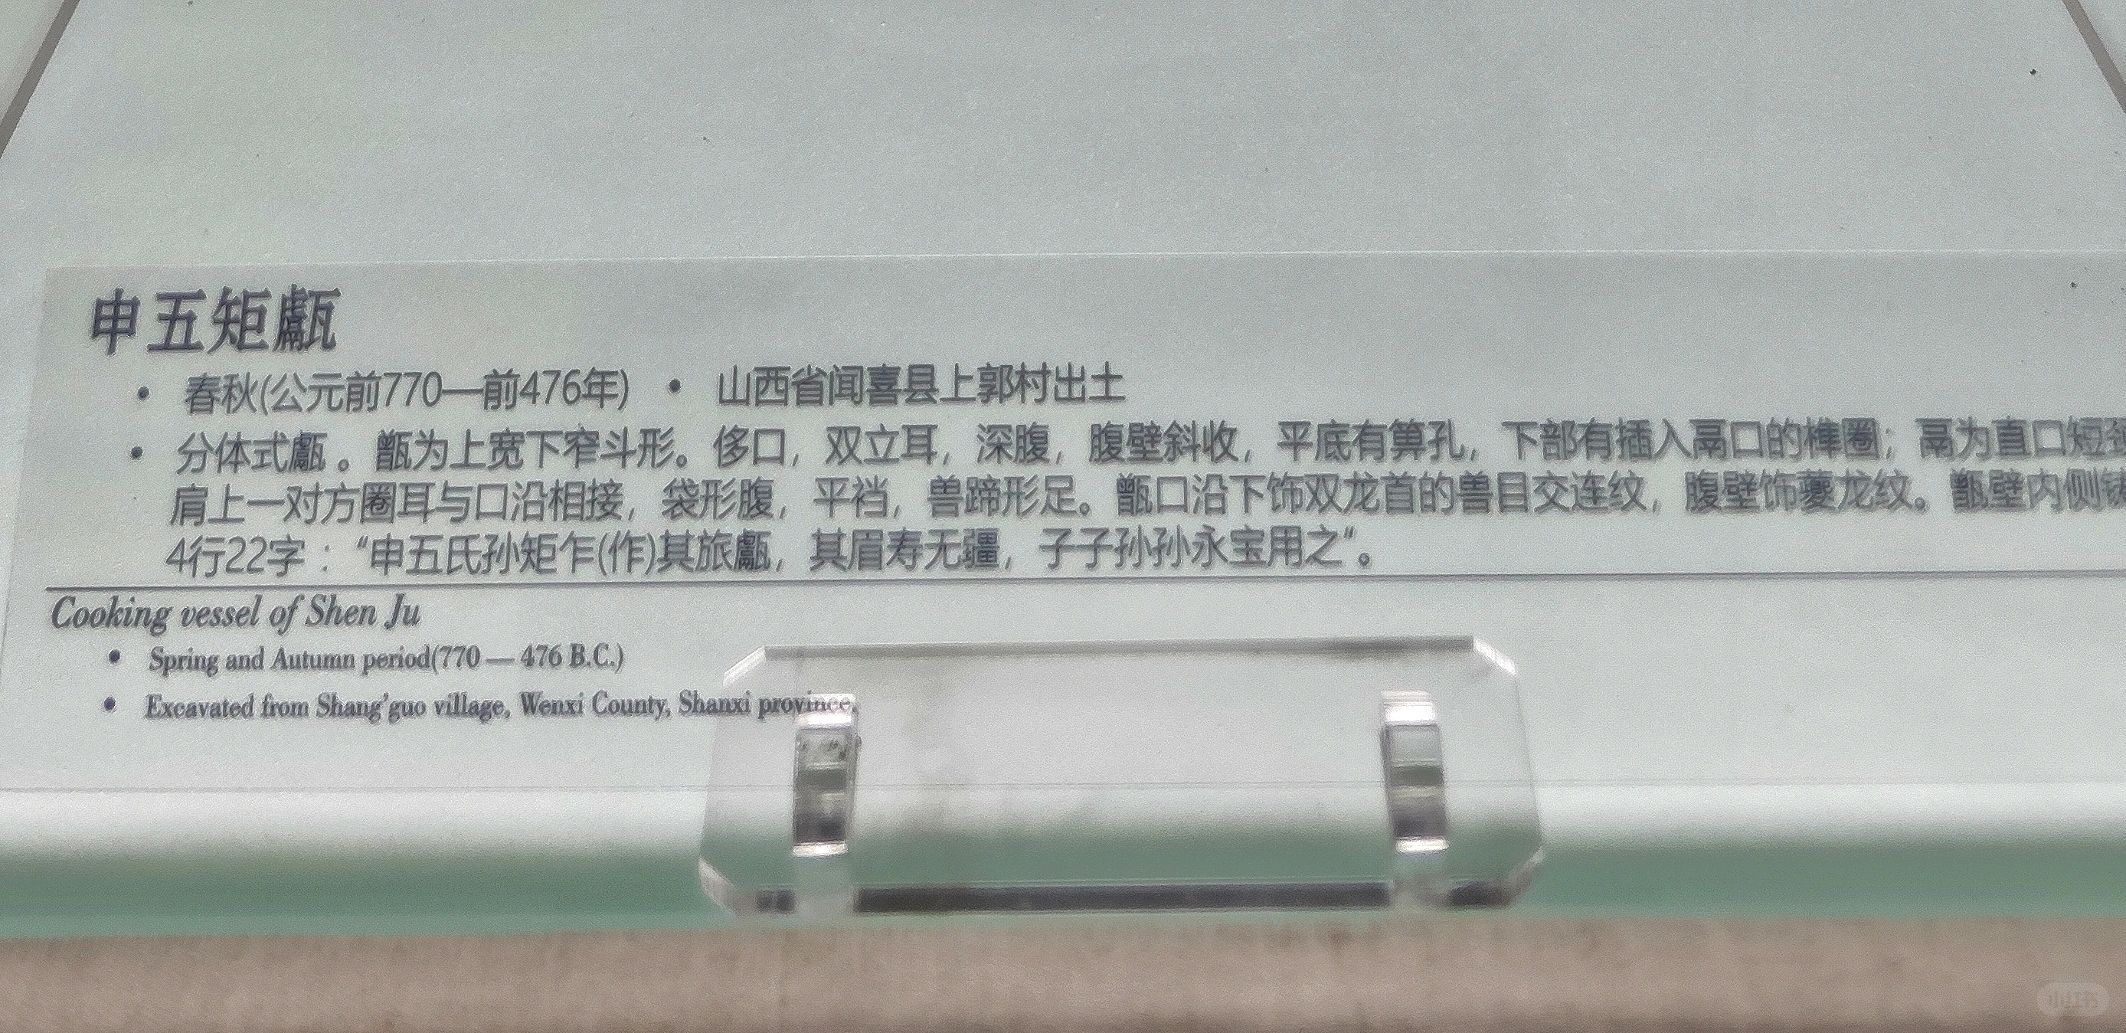 申五矩甗
• 春秋(公元前770—前476年) • 山西省闻喜县上郭村出土
• 分体式甗。甑为上宽下窄斗形。侈口，双立耳，深腹，腹壁斜收，平底有箅孔，下部有插入鬲口的榫圈；鬲为直口短
肩上一对方圈耳与口沿相接，袋形腹，平裆，兽蹄形足。甑口沿下饰双龙首的兽目交连纹，腹壁饰夔龙纹。甑壁内侧
4行22字：“申五氏孙矩乍(作)其旅甗，其眉寿无疆，子子孙孙永宝用之“。
Cooking vessel of Shen Ju
• Spring and Autumn period(770 — 476 B.C.)
• Excavated from Shang'guo village, Wenxi County, Shanxi province.